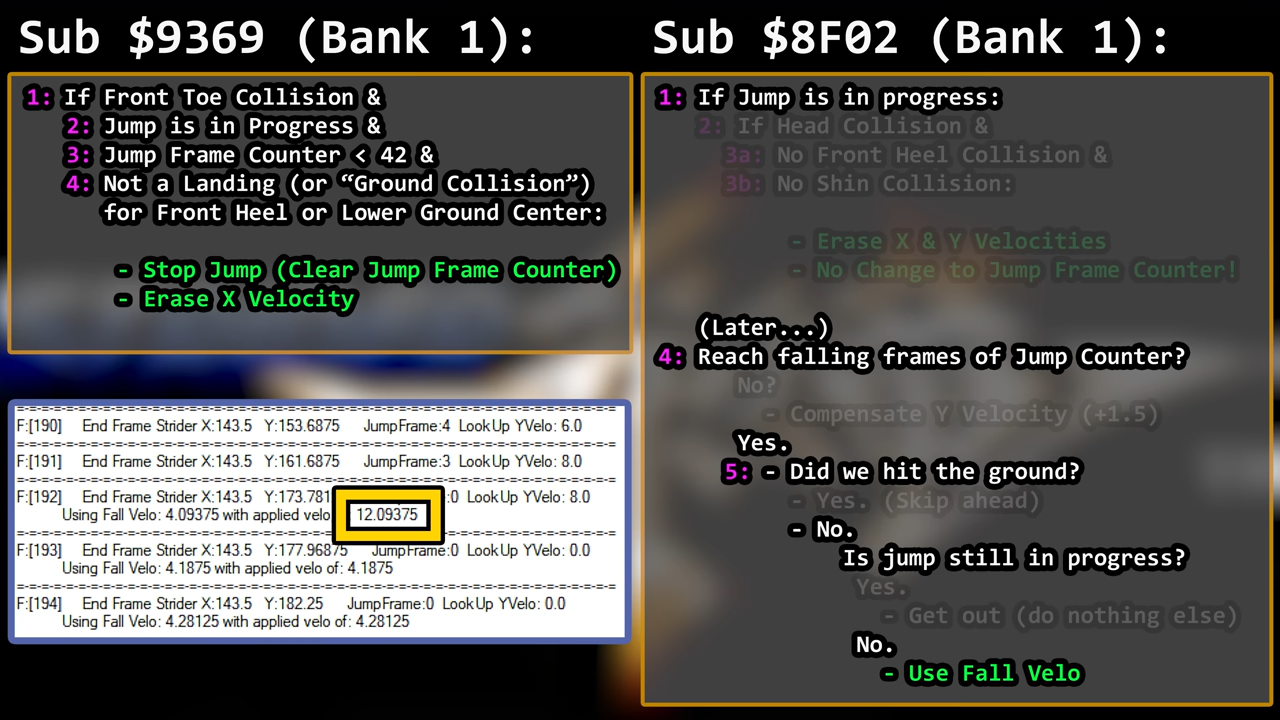 Sub $9369 (Bank 1):
1: If Front Toe Collision &
2: Jump is in Progress &
3: Jump Frame Counter < 42 &
4: Not a Landing (or “Ground Collision”)
for Front Heel or Lower Ground Center:
- Stop Jump (Clear Jump Frame Counter)
- Erase X Velocity
F:[190] End Frame Strider X:143.5 Y:153.6875 JumpFrame:4 LookUp YVelo: 6.0
F:[191] End Frame Strider X:143.5 Y:161.6875 JumpFrame:3 LookUp YVelo: 8.0
F:[192] End Frame Strider X:143.5 Y:173.781 :0 LookUp YVelo: 8.0
Using Fall Velo: 4.09375 with applied velo 12.09375
F:[193] End Frame Strider X:143.5 Y:177.96875 JumpFrame:0 LookUp YVelo: 0.0
Using Fall Velo: 4.1875 with applied velo of: 4.1875
F:[194] End Frame Strider X:143.5 Y:182.25 JumpFrame:0 LookUp YVelo: 0.0
Using Fall Velo: 4.28125 with applied velo of: 4.28125
Sub $8F02 (Bank 1):
1: If Jump is in progress:
2: If Head Collision &
3a: No Front Heel Collision &
3b: No Shin Collision:
- Erase X & Y Velocities
- No Change to Jump Frame Counter!
(Later...)
4: Reach falling frames of Jump Counter?
No?
- Compensate Y Velocity (+1.5)
Yes.
5: - Did we hit the ground?
- Yes. (Skip ahead)
- No.
Is jump still in progress?
Yes.
- Get out (do nothing else)
No.
- Use Fall Velo